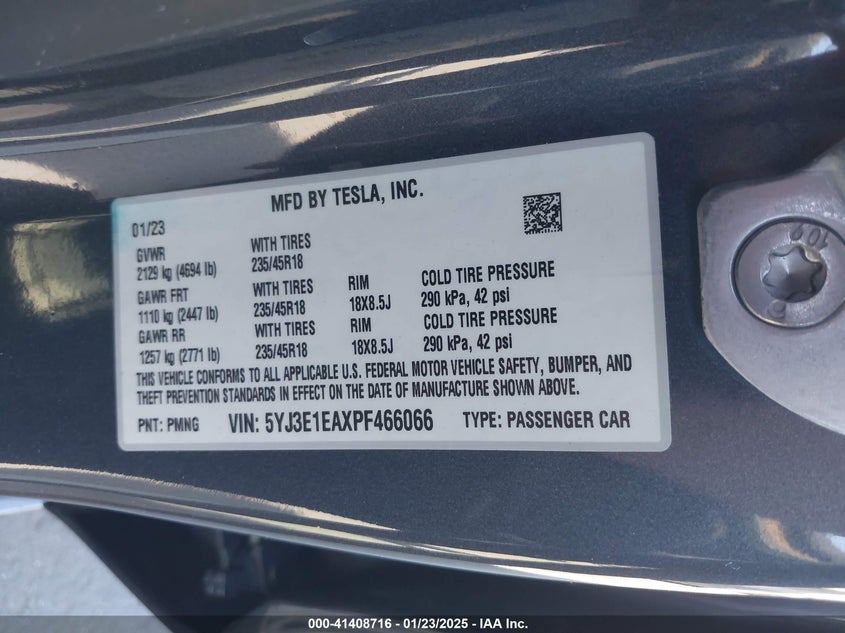 MFD BY TESLA, INC.
01/23
GVWR WITH TIRES
2129 kg (4694 lb) 235/45R18
GAWR FRT WITH TIRES RIM COLD TIRE PRESSURE
1110 kg (2447 lb) 235/45R18 18X8.5J 290 kPa, 42 psi
GAWR RR WITH TIRES RIM COLD TIRE PRESSURE
1257 kg (2771 lb) 235/45R18 18X8.5J 290 kPa, 42 psi
THIS VEHICLE CONFORMS TO ALL APPLICABLE U.S. FEDERAL MOTOR VEHICLE SAFETY, BUMPER, AND
THEFT PREVENTION STANDARDS IN EFFECT ON THE DATE OF MANUFACTURE SHOWN ABOVE.
PNT: PMNG VIN: 5YJ3E1EAXPF466066 TYPE: PASSENGER CAR
10.9
000-41408716 - 01/23/2025 - IAA Inc.